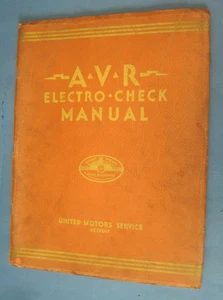 A·V·R
ELECTRO·CHECK
MANUAL
UNITED MOTORS SERVICE
DETROIT